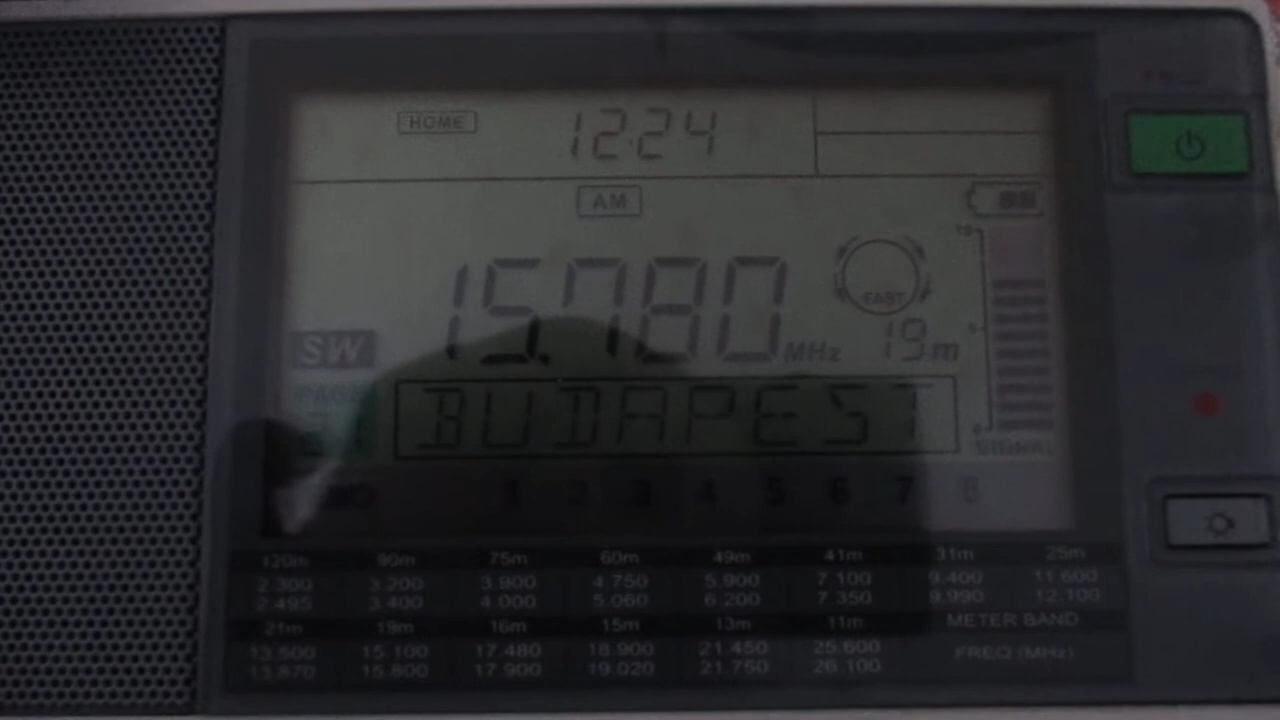 HOME 12:24
AM
10
15.780 MHz FAST
SW 19m
5
BUDAPEST
0
SIGNAL
1 2 3 4 5 6 7 8
120m 90m 75m 60m 49m 41m 31m 25m
2.300 3.200 3.900 4.750 5.900 7.100 9.400 11.600
2.495 3.400 4.000 5.060 6.200 7.350 9.990 12.100
21m 19m 16m 15m 13m 11m METER BAND
13.500 15.100 17.480 18.900 21.450 25.600 FREQ (MHz)
13.870 15.800 17.900 19.020 21.750 26.100